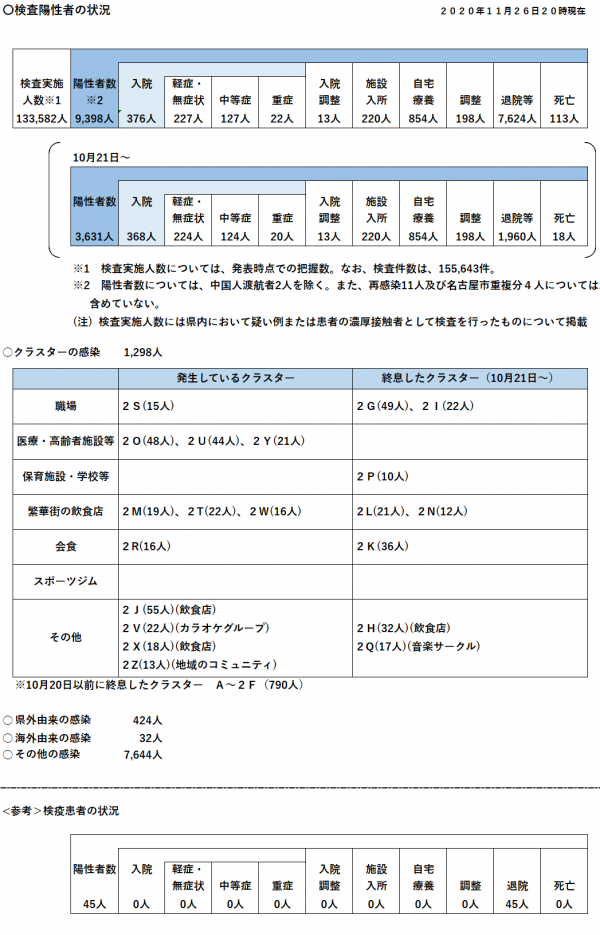 〇検査陽性者の状況 2020年11月26日20時現在
検査実施人数※1 陽性者数※2 入院 軽症・無症状 中等症 重症 入院調整 施設入所 自宅療養 調整 退院等 死亡
133,582人 9,398人 376人 227人 127人 22人 13人 220人 854人 198人 7,624人 113人
10月21日～
陽性者数 入院 軽症・無症状 中等症 重症 入院調整 施設入所 自宅療養 調整 退院等 死亡
3,631人 368人 224人 124人 20人 13人 220人 854人 198人 1,960人 18人
※1 検査実施人数については、発表時点での把握数。なお、検査件数は、155,643件。
※2 陽性者数については、中国人渡航者2人を除く。また、再感染11人及び名古屋市重複分４人については、
含めていない。
（注）検査実施人数には県内において疑い例または患者の濃厚接触者として検査を行ったものについて掲載
〇クラスターの感染 1,298人
発生しているクラスター 終息したクラスター（10月21日～）
職場 ２Ｓ(15人) ２Ｇ(49人)、２Ｉ(22人)
医療・高齢者施設等 ２Ｏ(48人)、２Ｕ(44人)、２Ｙ(21人)
保育施設・学校等 ２Ｐ(10人)
繁華街の飲食店 ２Ｍ(19人)、２Ｔ(22人)、２Ｗ(16人) ２Ｌ(21人)、２Ｎ(12人)
会食 ２Ｒ(16人) ２Ｋ(36人)
スポーツジム
その他
２Ｊ(55人)(飲食店)
２Ｖ(22人)(カラオケグループ)
２Ｘ(18人)(飲食店)
２Ｚ(13人)(地域のコミュニティ)
２Ｈ(32人)(飲食店)
２Ｑ(17人)(音楽サークル)
※10月20日以前に終息したクラスター Ａ～２Ｆ（790人）
〇県外由来の感染 424人
〇海外由来の感染 32人
〇その他の感染 7,644人
<参考＞検疫患者の状況
陽性者数 入院 軽症・無症状 中等症 重症 入院調整 施設入所 自宅療養 調整 退院 死亡
45人 0人 0人 0人 0人 0人 0人 0人 0人 45人 0人